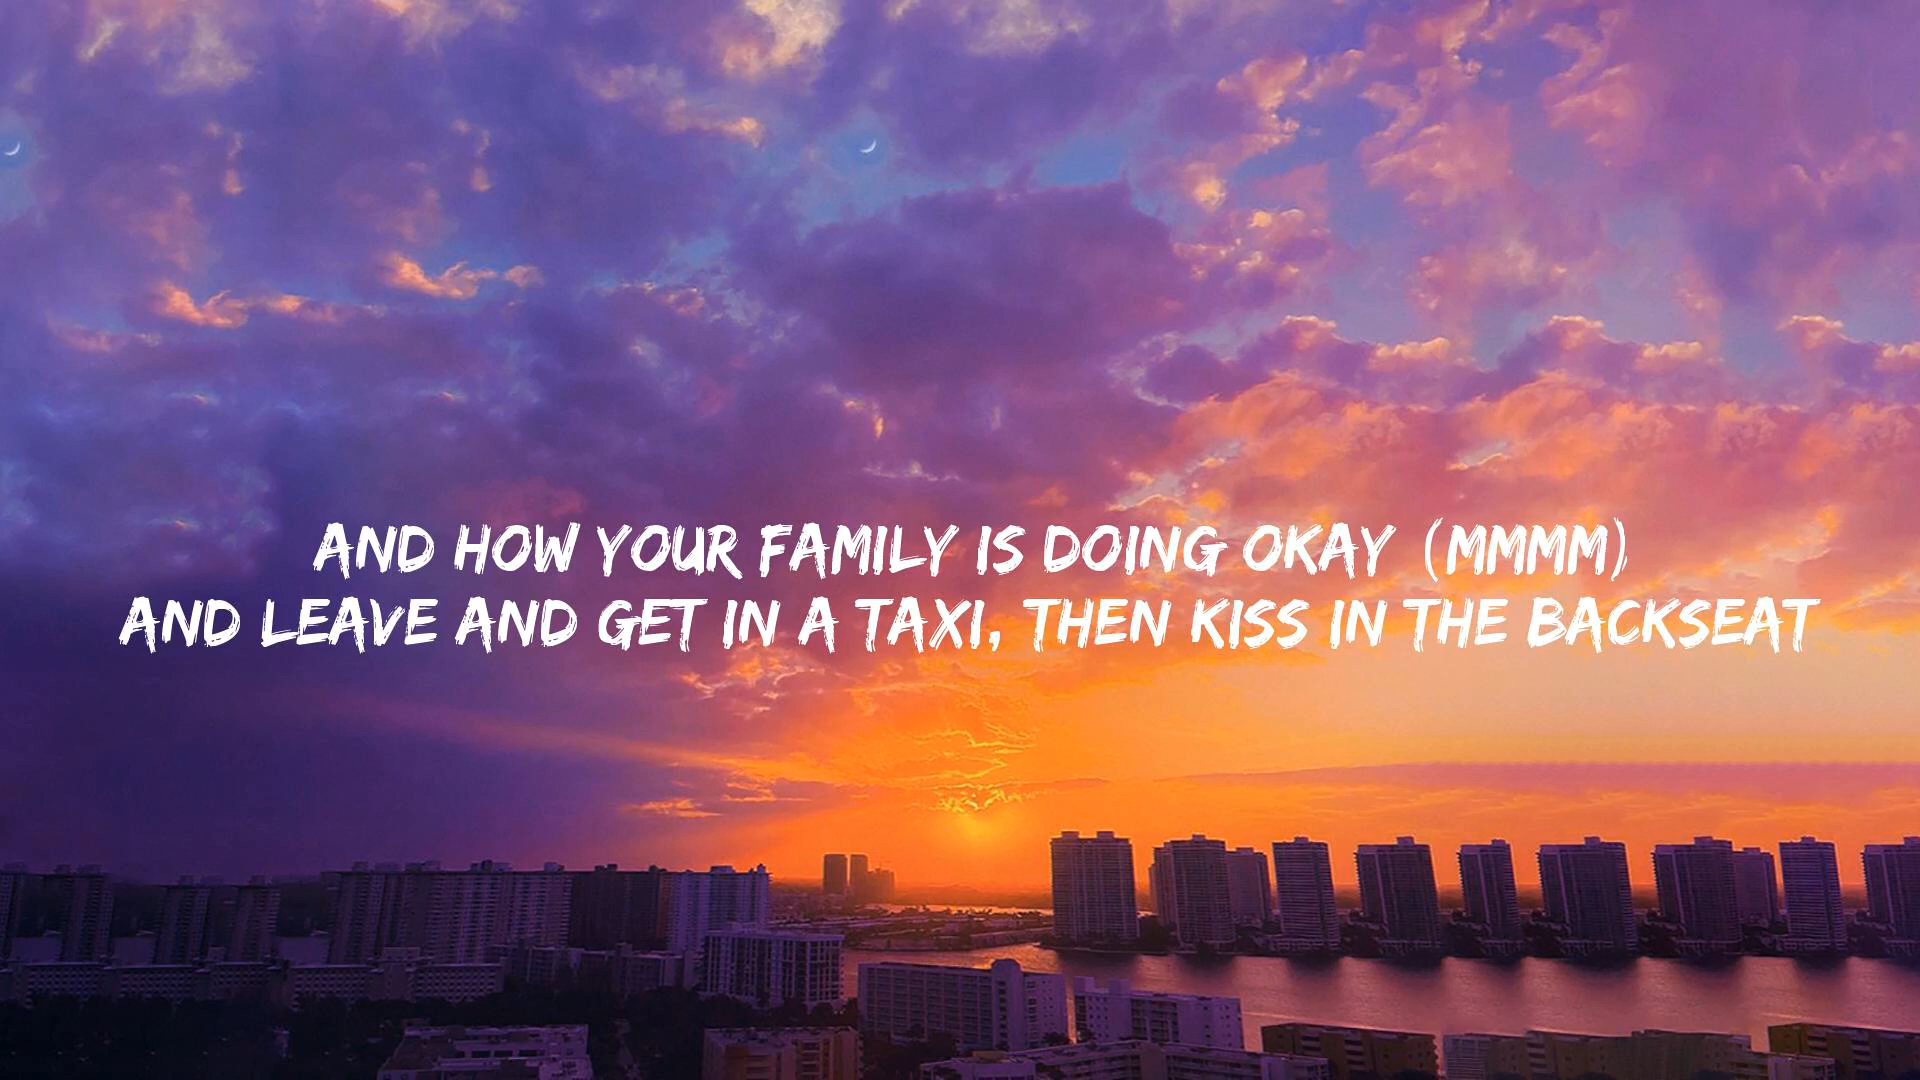 AND HOW YOUR FAMILY IS DOING OKAY (MMMM)
AND LEAVE AND GET IN A TAXI, THEN KISS IN THE BACKSEAT